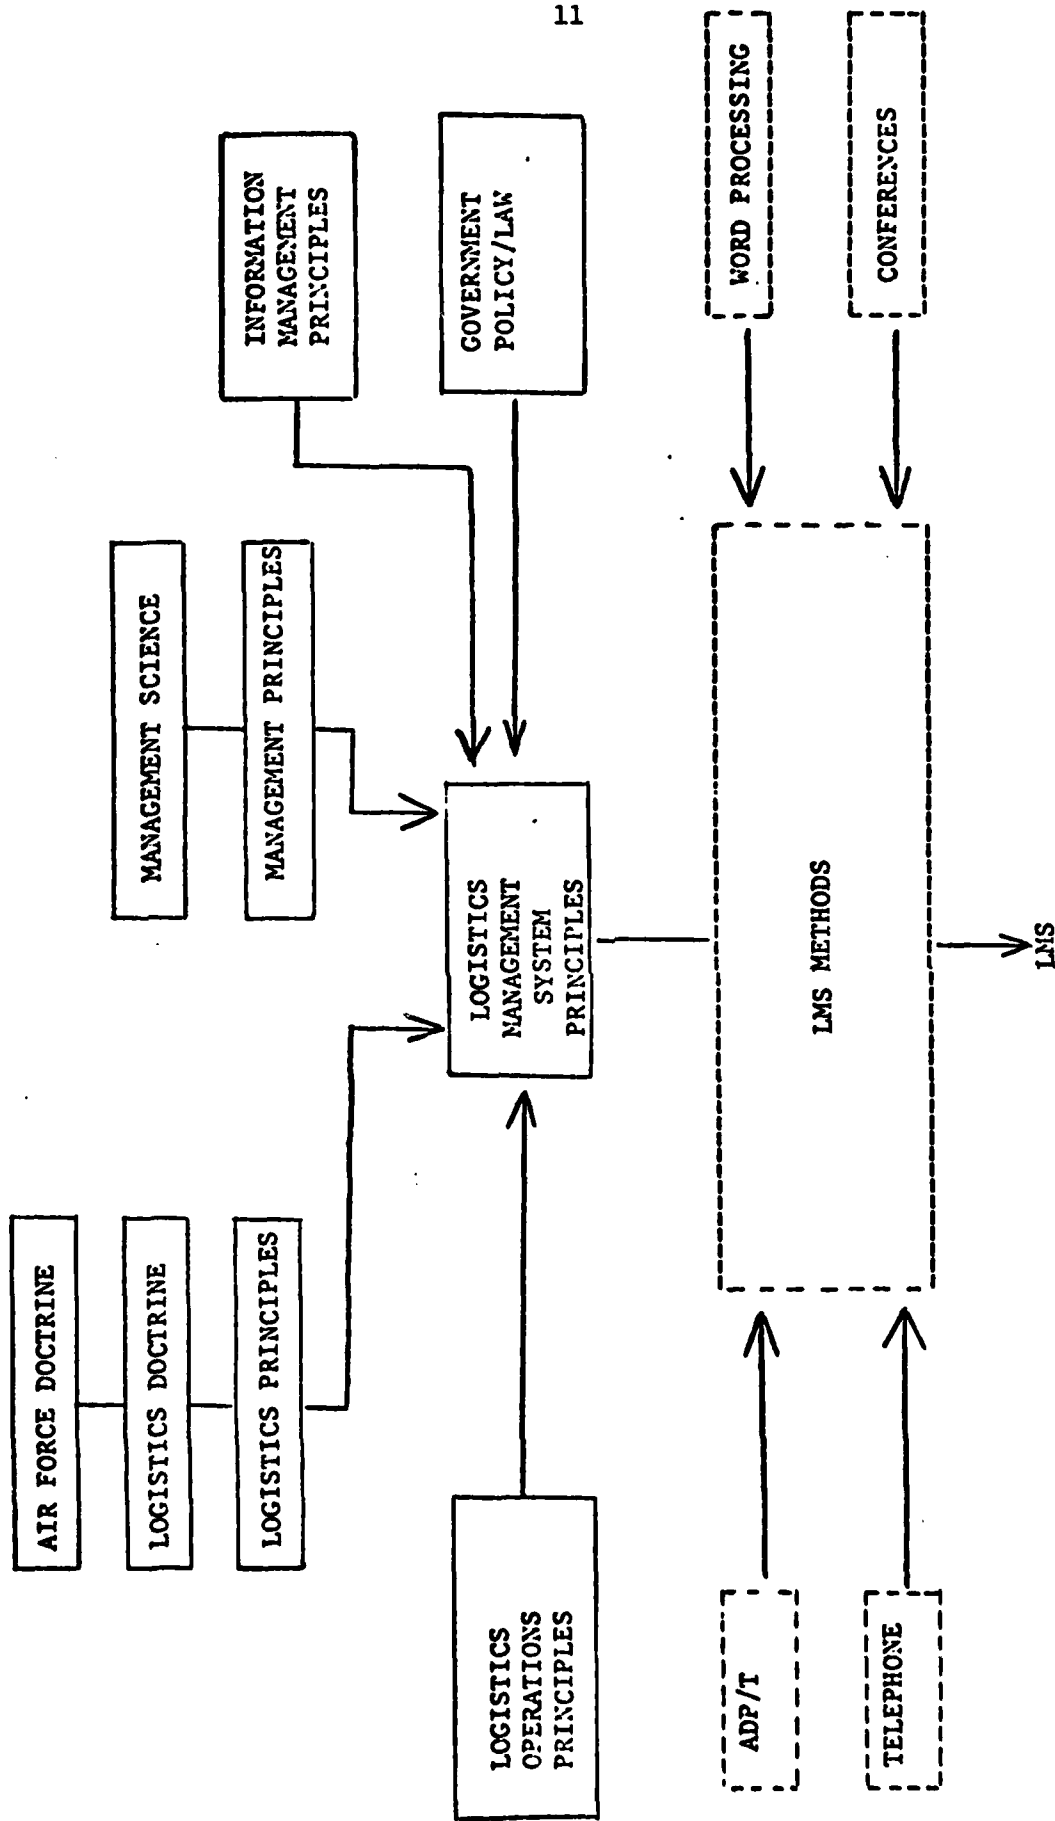 11
AIR FORCE DOCTRINE
LOGISTICS DOCTRINE
LOGISTICS PRINCIPLES
MANAGEMENT SCIENCE
MANAGEMENT PRINCIPLES
INFORMATION
MANAGEMENT
PRINCIPLES
GOVERNMENT
POLICY/LAW
LOGISTICS
OPERATIONS
PRINCIPLES
LOGISTICS
MANAGEMENT
SYSTEM
PRINCIPLES
ADP/T
TELEPHONE
LMS METHODS
WORD PROCESSING
CONFERENCES
LMS